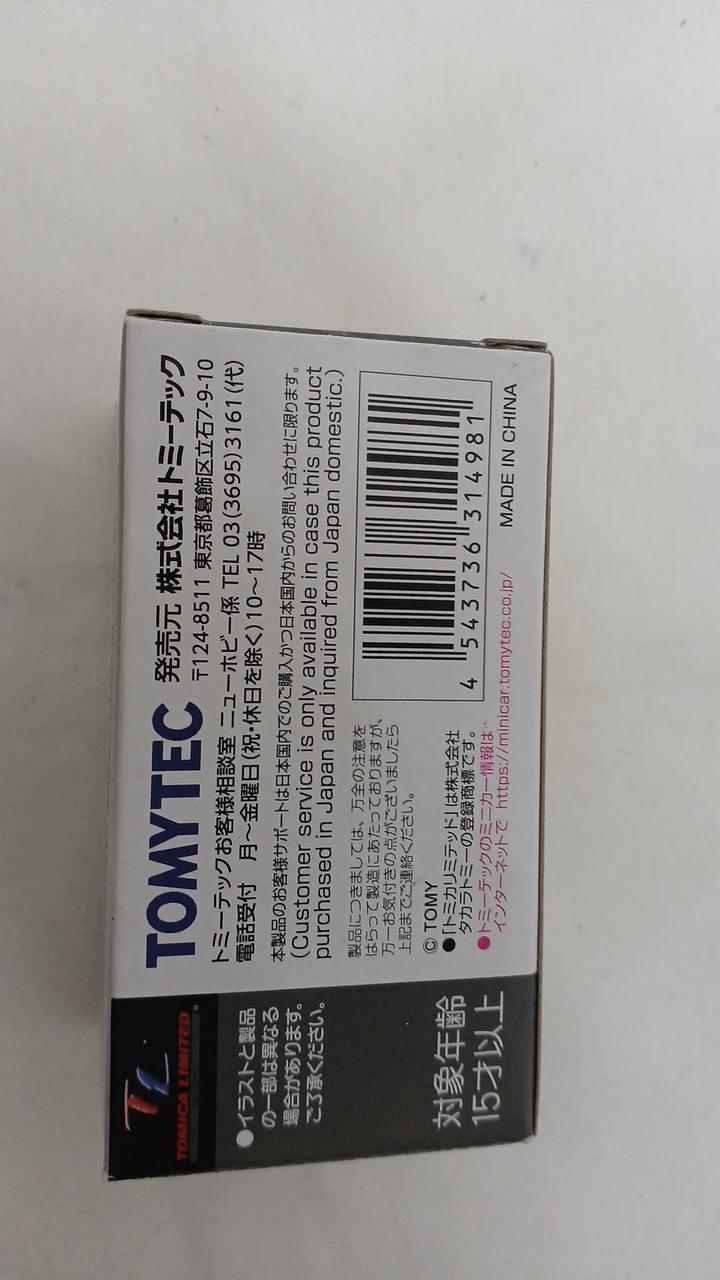 TL
TOMICA LIMITED
●イラストと製品
の一部は異なる
場合があります。
ご了承ください。
対象年齢
15才以上
TOMYTEC 発売元 株式会社トミーテック
〒124-8511 東京都葛飾区立石7-9-10
トミーテックお客様相談室 ニューホビー係 TEL 03(3695)3161(代)
電話受付 月〜金曜日(祝・休日を除く)10〜17時
本製品のお客様サポートは日本国内でのご購入かつ日本国内からのお問い合わせに限ります。
(Customer service is only available in case this product
purchased in Japan and inquired from Japan domestic.)
製品につきましては、万全の注意を
はらって製造にあたっておりますが、
万一お気付きの点がございましたら
上記までご連絡ください。
© TOMY
●「トミカリミテッド」は株式会社
タカラトミーの登録商標です。
●トミーテックのミニカー情報は
インターネットで https://minicar.tomytec.co.jp/
4 543736 314981
MADE IN CHINA